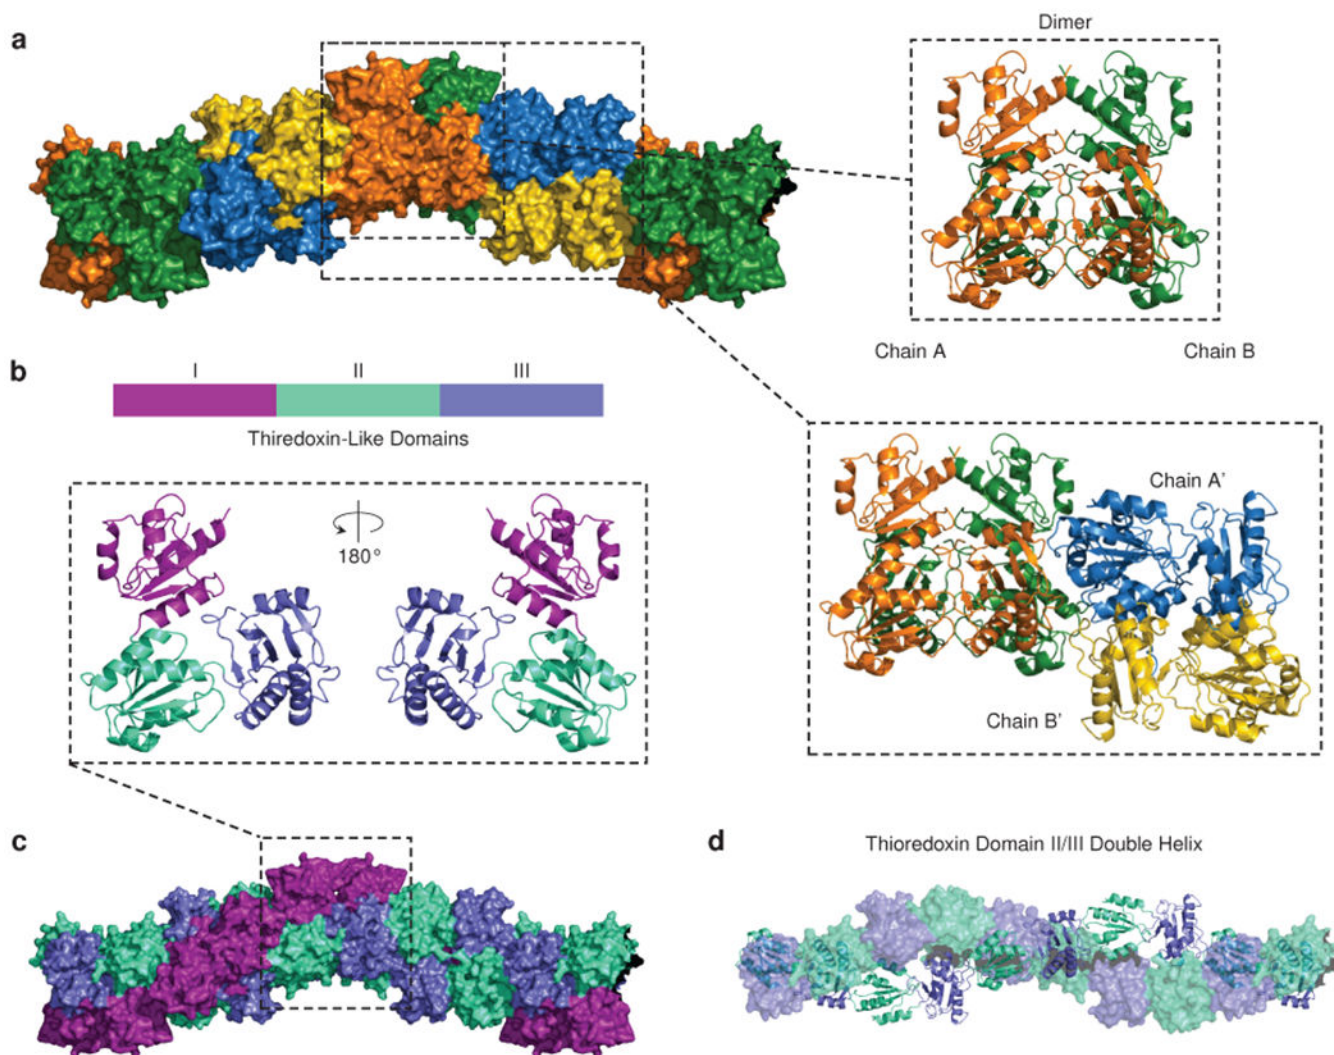 a
Dimer
Chain A
Chain B
b
I
II
III
Thiredoxin-Like Domains
180°
Chain A’
Chain B’
c
d
Thioredoxin Domain II/III Double Helix